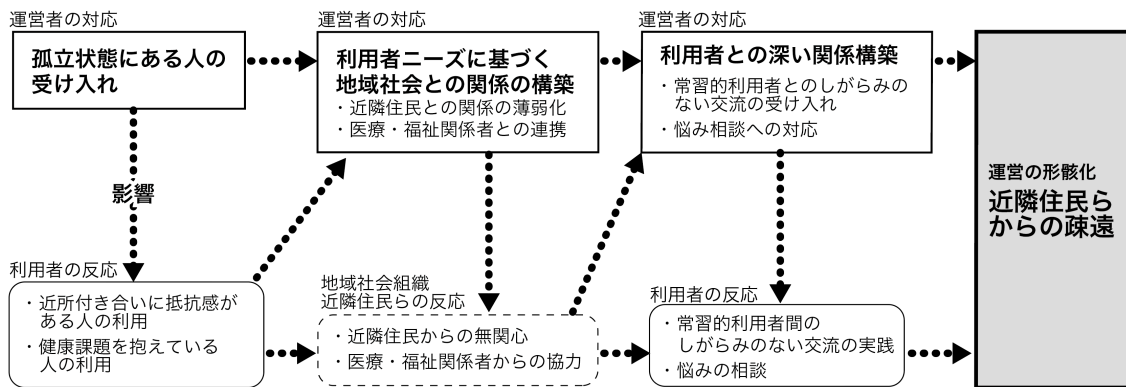 運営者の対応
孤立状態にある人の
受け入れ
影響
利用者の反応
・近所付き合いに抵抗感が
ある人の利用
・健康課題を抱えている
人の利用
運営者の対応
利用者ニーズに基づく
地域社会との関係の構築
・近隣住民との関係の薄弱化
・医療・福祉関係者との連携
地域社会組織
近隣住民らの反応
・近隣住民からの無関心
・医療・福祉関係者からの協力
運営者の対応
利用者との深い関係構築
・常習的利用者とのしがらみの
ない交流の受け入れ
・悩み相談への対応
利用者の反応
・常習的利用者間の
しがらみのない交流の実践
・悩みの相談
運営の形骸化
近隣住民ら
からの疎遠